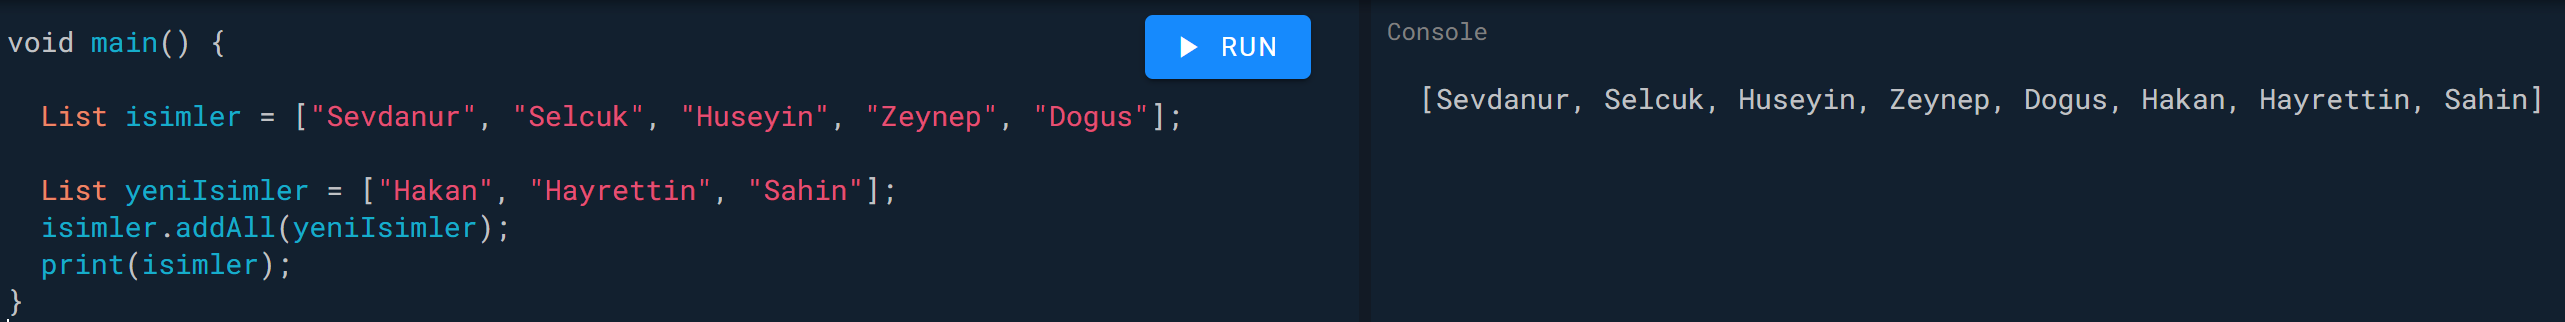 void main() {
RUN
List isimler = ["Sevdanur", "Selcuk", "Huseyin", "Zeynep", "Dogus"];
List yeniIsimler = ["Hakan", "Hayrettin", "Sahin"];
isimler.addAll(yeniIsimler);
print(isimler);
}
Console
[Sevdanur, Selcuk, Huseyin, Zeynep, Dogus, Hakan, Hayrettin, Sahin]